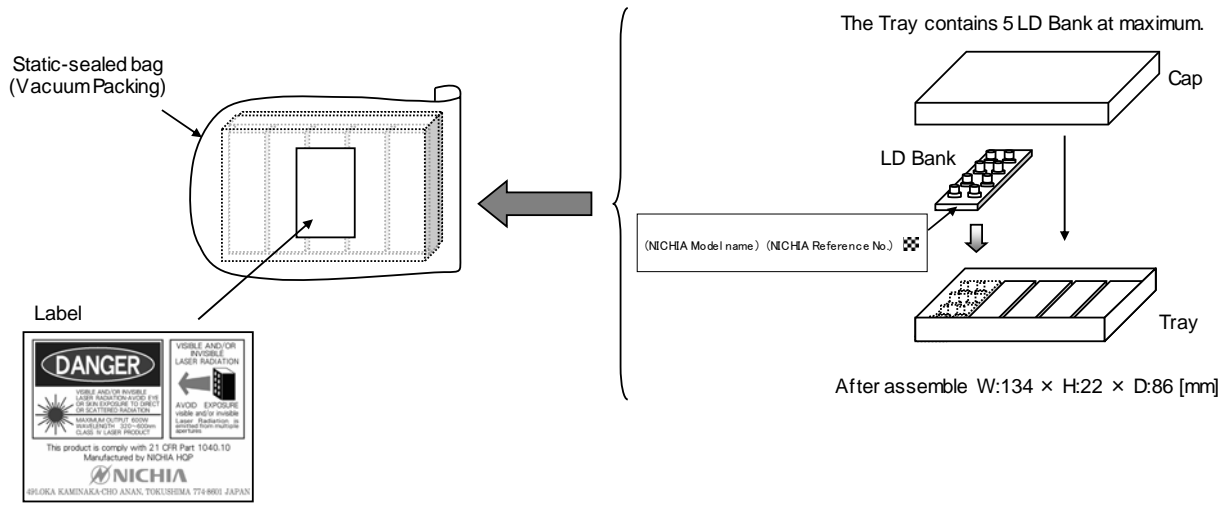 The Tray contains 5 LD Bank at maximum.
Static-sealed bag
(Vacuum Packing)
Cap
LD Bank
(NICHIA Model name) (NICHIA Reference No.)
Tray
After assemble W:134 × H:22 × D:86 [mm]
Label
DANGER
VISIBLE AND/OR INVISIBLE
LASER RADIATION-AVOID EYE
OR SKIN EXPOSURE TO DIRECT
OR SCATTERED RADIATION
MAXIMUM OUTPUT 600W
WAVELENGTH 320~600nm
CLASS IV LASER PRODUCT
VISIBLE AND/OR
INVISIBLE
LASER RADIATION
AVOID EXPOSURE
visible and/or invisible
Laser Radiation is
emitted from multiple
apertures
This product is comply with 21 CFR Part 1040.10
Manufactured by NICHIA HQP
NICHIA
491,OKA KAMINAKA-CHO ANAN, TOKUSHIMA 774-8601 JAPAN